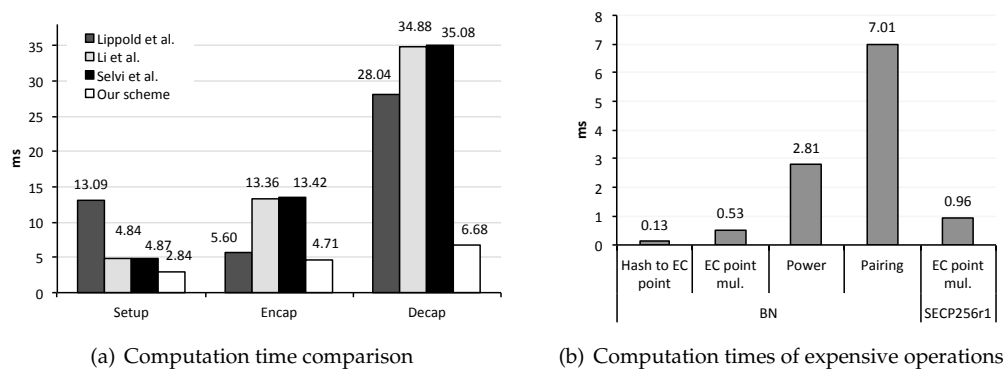 35
30
25
20
15
10
5
0
ms
Lippold et al.
Li et al.
Selvi et al.
Our scheme
13.09
4.84
4.87
2.84
5.60
13.36
13.42
4.71
28.04
34.88
35.08
6.68
Setup Encap Decap
(a) Computation time comparison
8
7
6
5
4
3
2
1
0
ms
0.13
0.53
2.81
7.01
0.96
Hash to EC point
EC point mul.
Power
Pairing
EC point mul.
BN SECP256r1
(b) Computation times of expensive operations